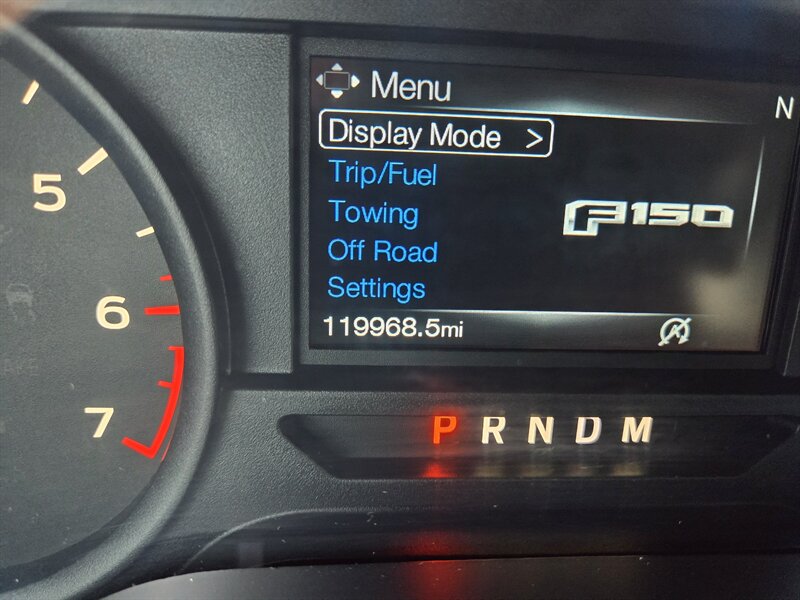 Menu
N
Display Mode >
Trip/Fuel
Towing
F150
Off Road
Settings
119968.5mi
5
6
7
P R N D M